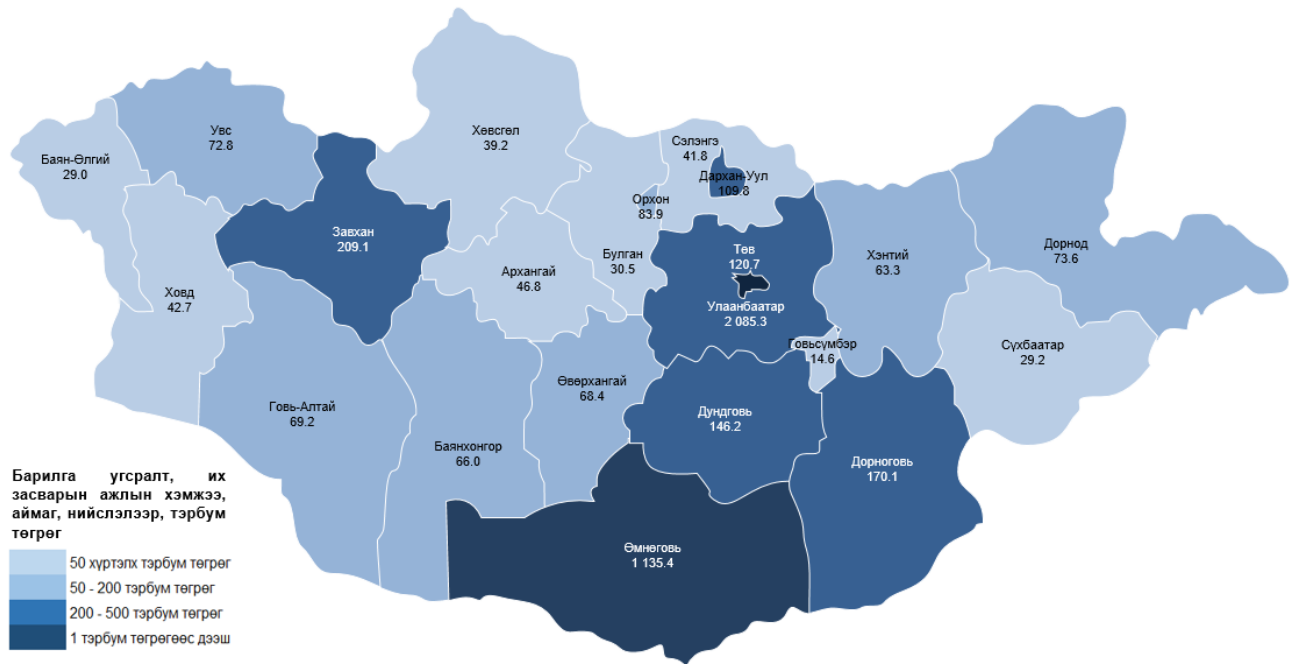 Увс
72.8
Баян-Өлгий
29.0
Ховд
42.7
Завхан
209.1
Хөвсгөл
39.2
Архангай
46.8
Булган
30.5
Орхон
83.9
Сэлэнгэ
41.8
Дархан-Уул
109.8
Төв
120.7
Улаанбаатар
2 085.3
Хэнтий
63.3
Дорнод
73.6
Сүхбаатар
29.2
Говьсүмбэр
14.6
Говь-Алтай
69.2
Баянхонгор
66.0
Өвөрхангай
68.4
Дундговь
146.2
Дорноговь
170.1
Өмнөговь
1 135.4
Барилга угсралт, их
засварын ажлын хэмжээ,
аймаг, нийслэлээр, тэрбум
төгрөг
50 хүртэлх тэрбум төгрөг
50 - 200 тэрбум төгрөг
200 - 500 тэрбум төгрөг
1 тэрбум төгрөгөөс дээш